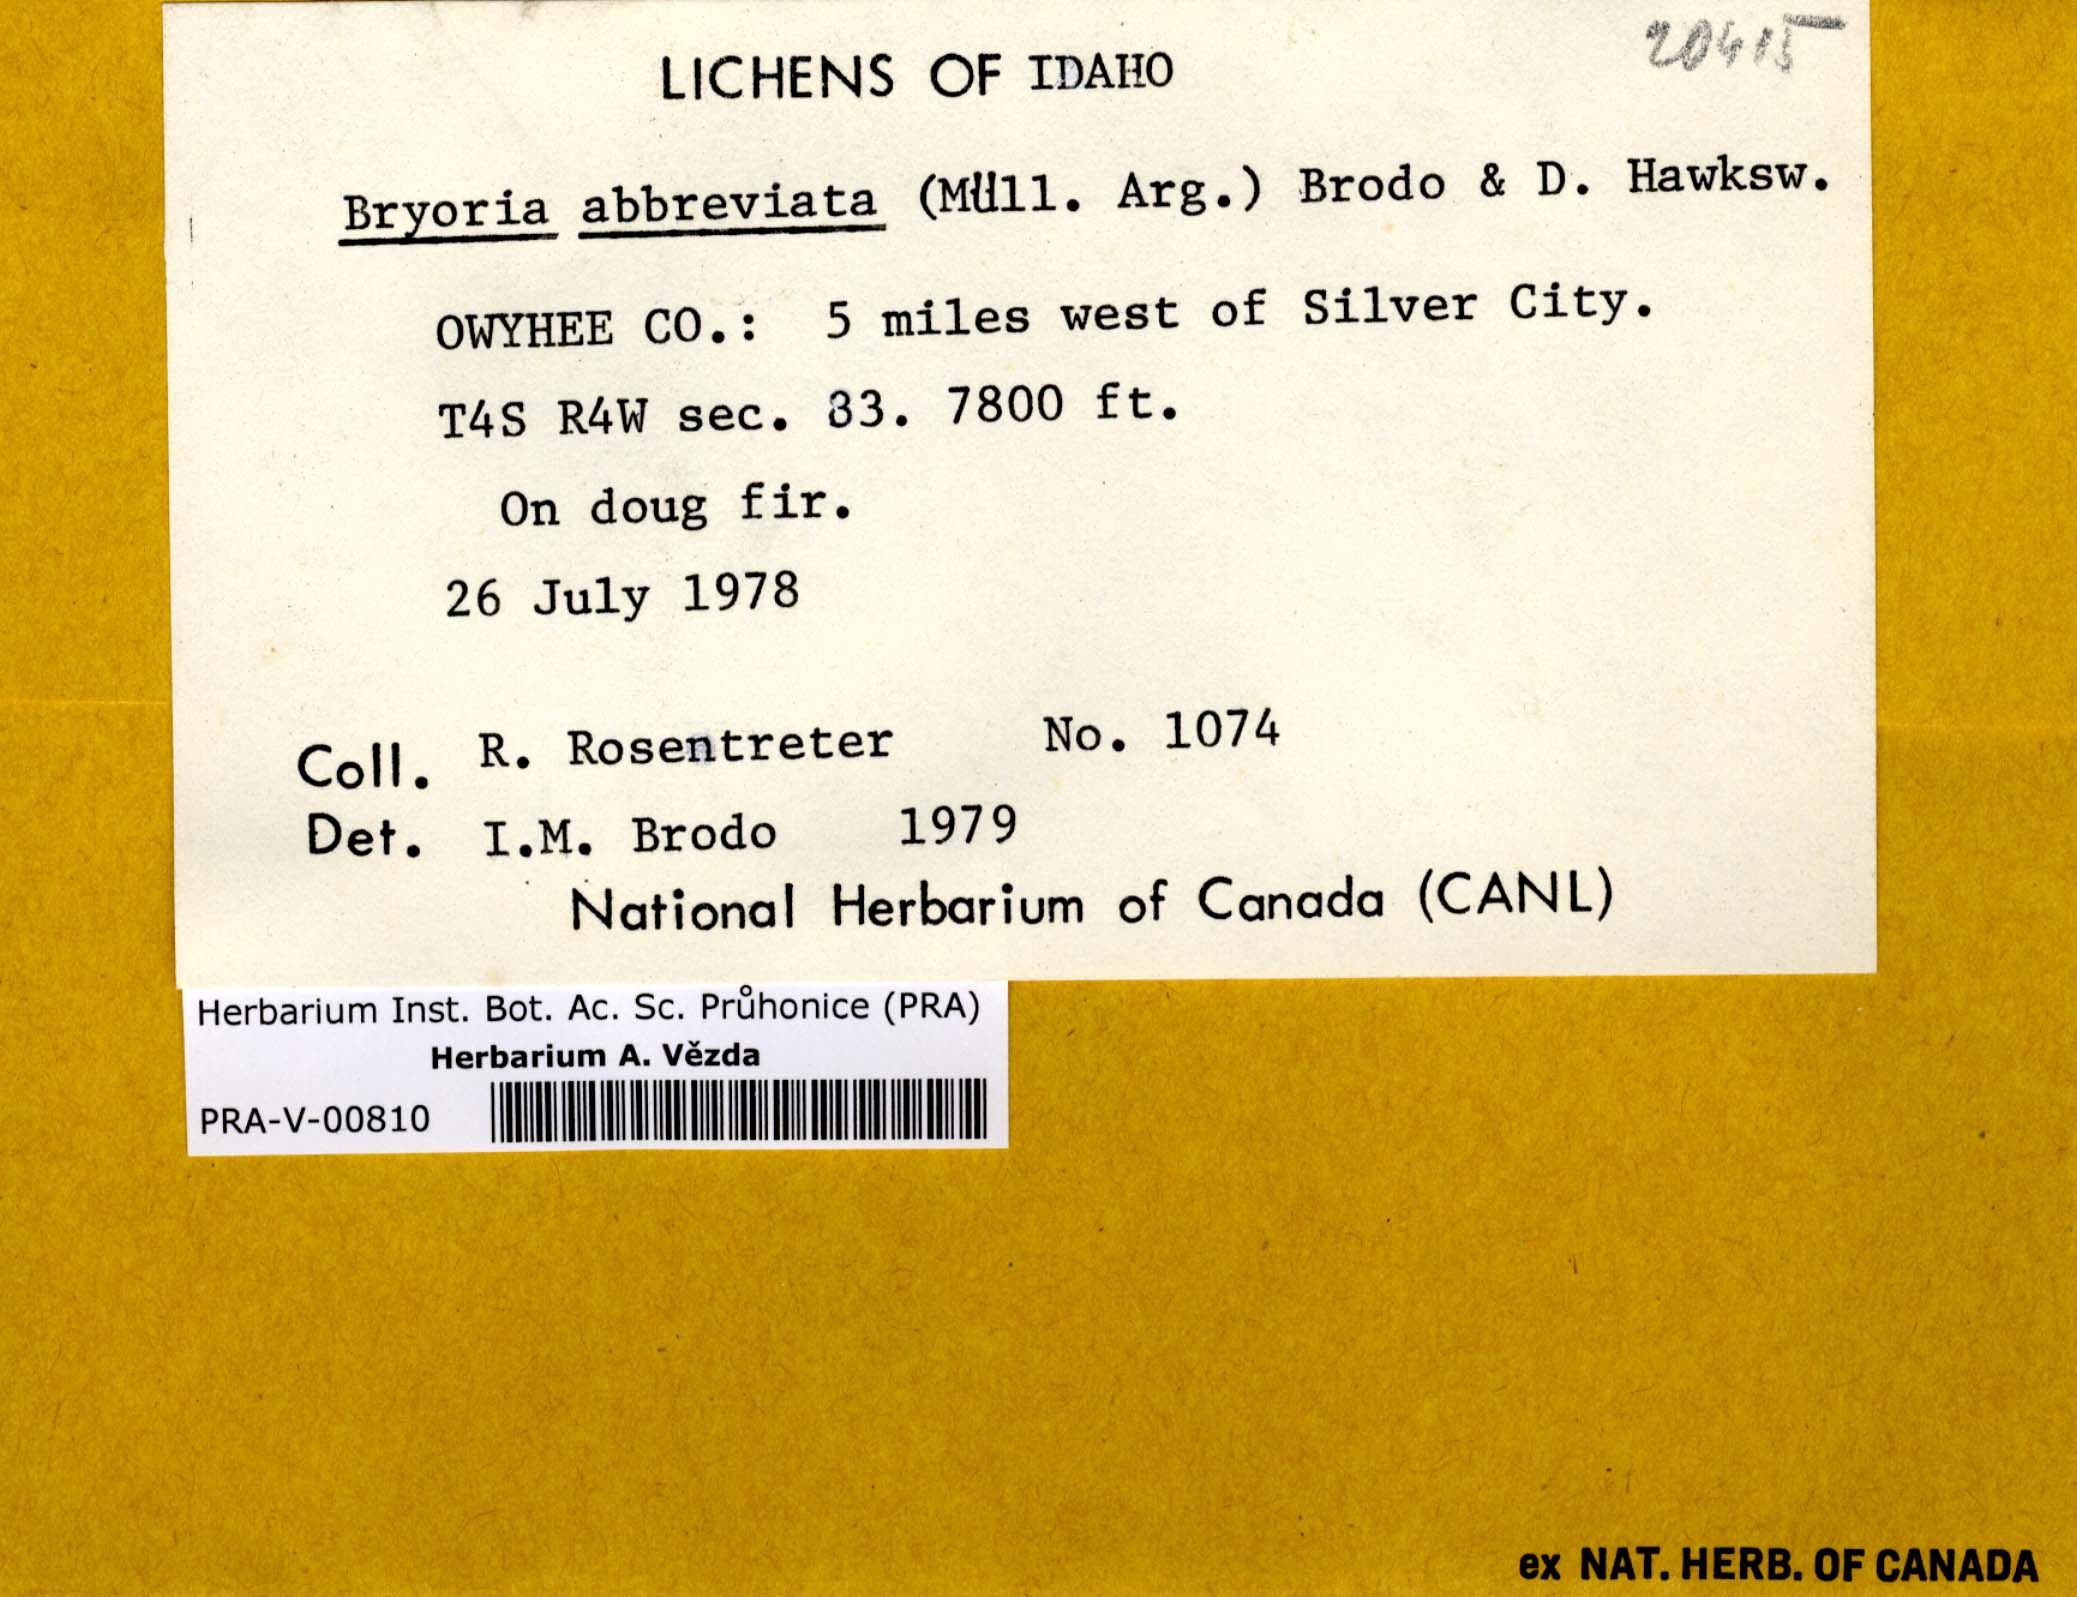 20415
LICHENS OF IDAHO
Bryoria abbreviata (Müll. Arg.) Brodo & D. Hawksw.
OWYHEE CO.: 5 miles west of Silver City.
T4S R4W sec. 33. 7800 ft.
On doug fir.
26 July 1978
Coll. R. Rosentreter No. 1074
Det. I.M. Brodo 1979
National Herbarium of Canada (CANL)
Herbarium Inst. Bot. Ac. Sc. Průhonice (PRA)
Herbarium A. Vězda
PRA-V-00810
ex NAT. HERB. OF CANADA